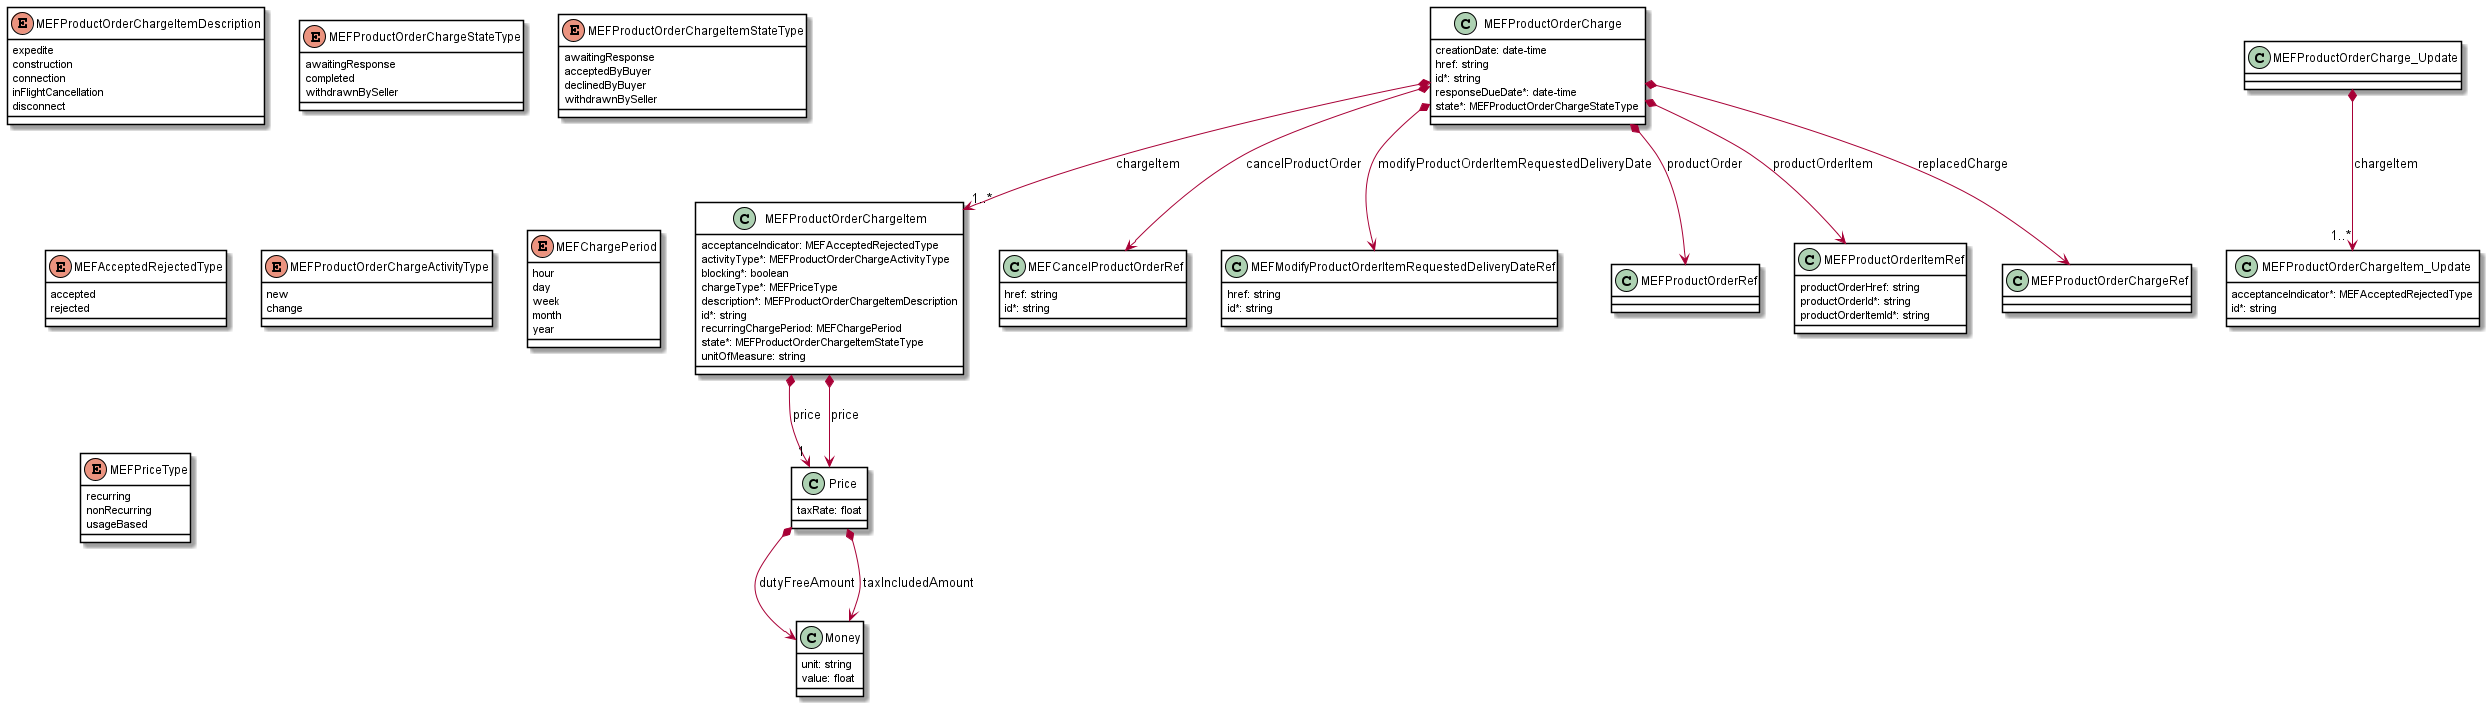 E MEFProductOrderChargeItemDescription
expedite
construction
connection
inFlightCancellation
disconnect
E MEFProductOrderChargeStateType
awaitingResponse
completed
withdrawnBySeller
E MEFProductOrderChargeItemStateType
awaitingResponse
acceptedByBuyer
declinedByBuyer
withdrawnBySeller
C MEFProductOrderCharge
creationDate: date-time
href: string
id*: string
responseDueDate*: date-time
state*: MEFProductOrderChargeStateType
C MEFProductOrderCharge_Update
chargeItem
1..*
cancelProductOrder
modifyProductOrderItemRequestedDeliveryDate
productOrder
productOrderItem
replacedCharge
chargeItem
1..*
E MEFAcceptedRejectedType
accepted
rejected
E MEFProductOrderChargeActivityType
new
change
E MEFChargePeriod
hour
day
week
month
year
C MEFProductOrderChargeItem
acceptanceIndicator: MEFAcceptedRejectedType
activityType*: MEFProductOrderChargeActivityType
blocking*: boolean
chargeType*: MEFPriceType
description*: MEFProductOrderChargeItemDescription
id*: string
recurringChargePeriod: MEFChargePeriod
state*: MEFProductOrderChargeItemStateType
unitOfMeasure: string
C MEFCancelProductOrderRef
href: string
id*: string
C MEFModifyProductOrderItemRequestedDeliveryDateRef
href: string
id*: string
C MEFProductOrderRef
C MEFProductOrderItemRef
productOrderHref: string
productOrderId*: string
productOrderItemId*: string
C MEFProductOrderChargeRef
C MEFProductOrderChargeItem_Update
acceptanceIndicator*: MEFAcceptedRejectedType
id*: string
price
1
price
E MEFPriceType
recurring
nonRecurring
usageBased
C Price
taxRate: float
dutyFreeAmount
taxIncludedAmount
C Money
unit: string
value: float